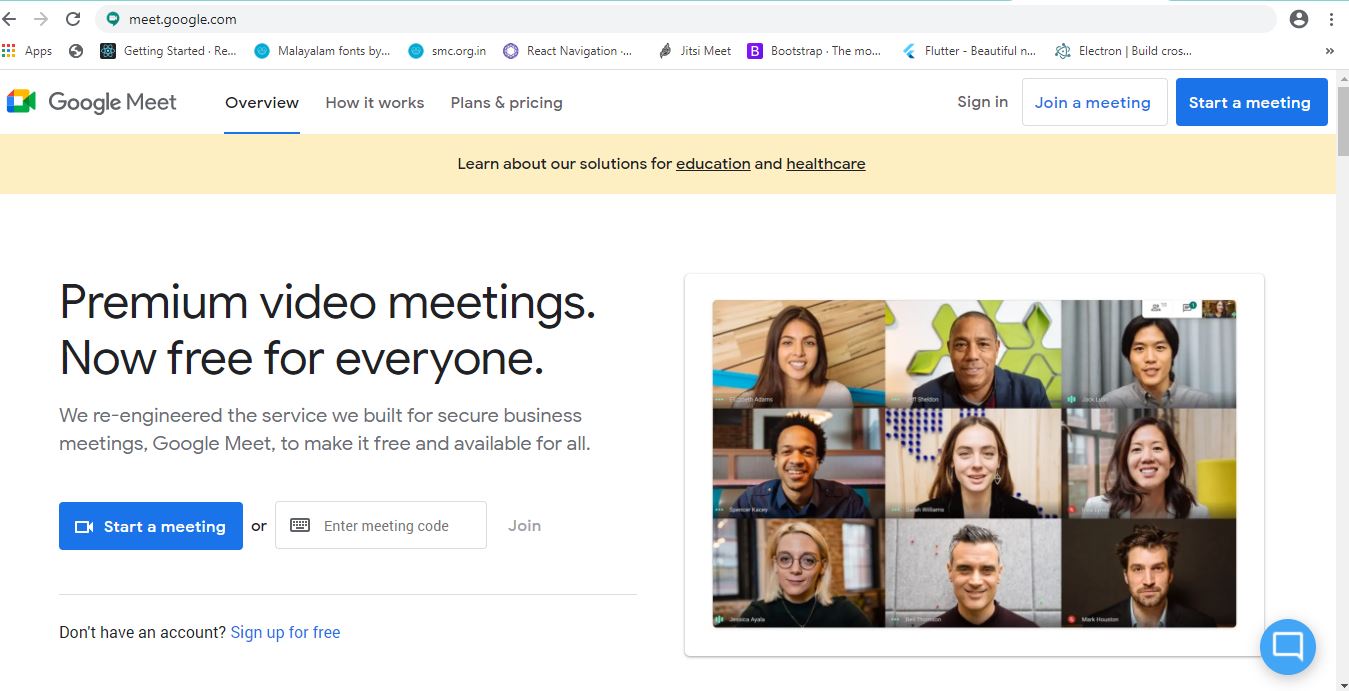 meet.google.com
Apps
Getting Started · Re...
Malayalam fonts by...
smc.org.in
React Navigation ·...
Jitsi Meet
Bootstrap · The mo...
Flutter - Beautiful n...
Electron | Build cros...
»
Google Meet
Overview
How it works
Plans & pricing
Sign in
Join a meeting
Start a meeting
Learn about our solutions for education and healthcare
Premium video meetings.
Now free for everyone.
We re-engineered the service we built for secure business
meetings, Google Meet, to make it free and available for all.
Start a meeting
or
Enter meeting code
Join
Don't have an account? Sign up for free
Elizabeth Adams
Jeff Sheldon
Spencer Kacey
Sarah Williams
Jessica Ayala
Ben Thomson
Mark Houston